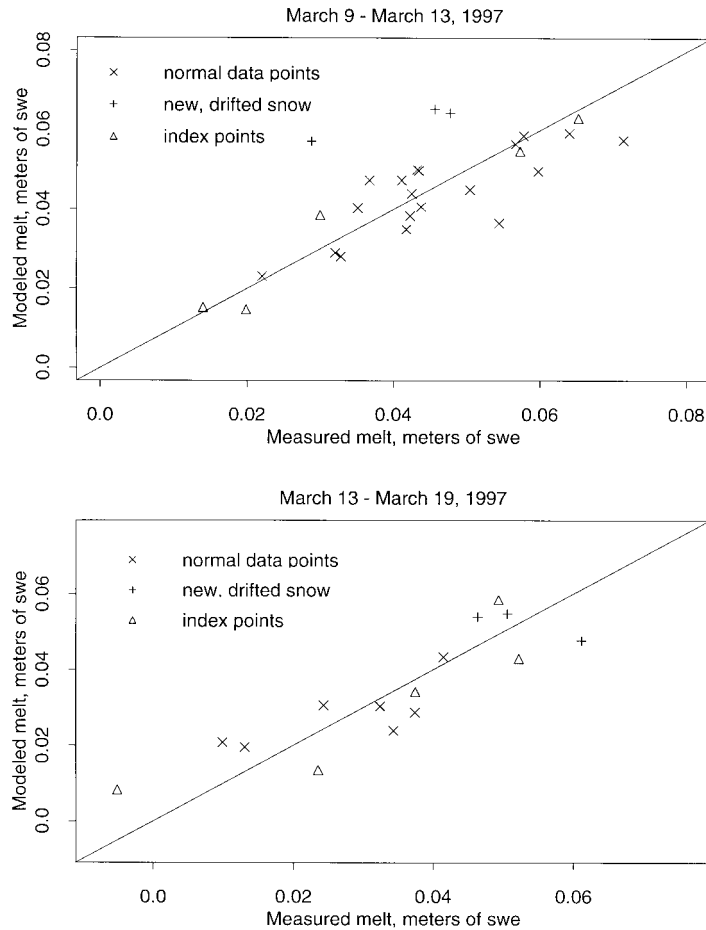 March 9 - March 13, 1997
0.08
0.06
0.04
0.02
0.0
Modeled melt, meters of swe
normal data points
new, drifted snow
index points
0.0 0.02 0.04 0.06 0.08
Measured melt, meters of swe
March 13 - March 19, 1997
0.06
0.04
0.02
0.0
Modeled melt, meters of swe
normal data points
new. drifted snow
index points
0.0 0.02 0.04 0.06
Measured melt, meters of swe